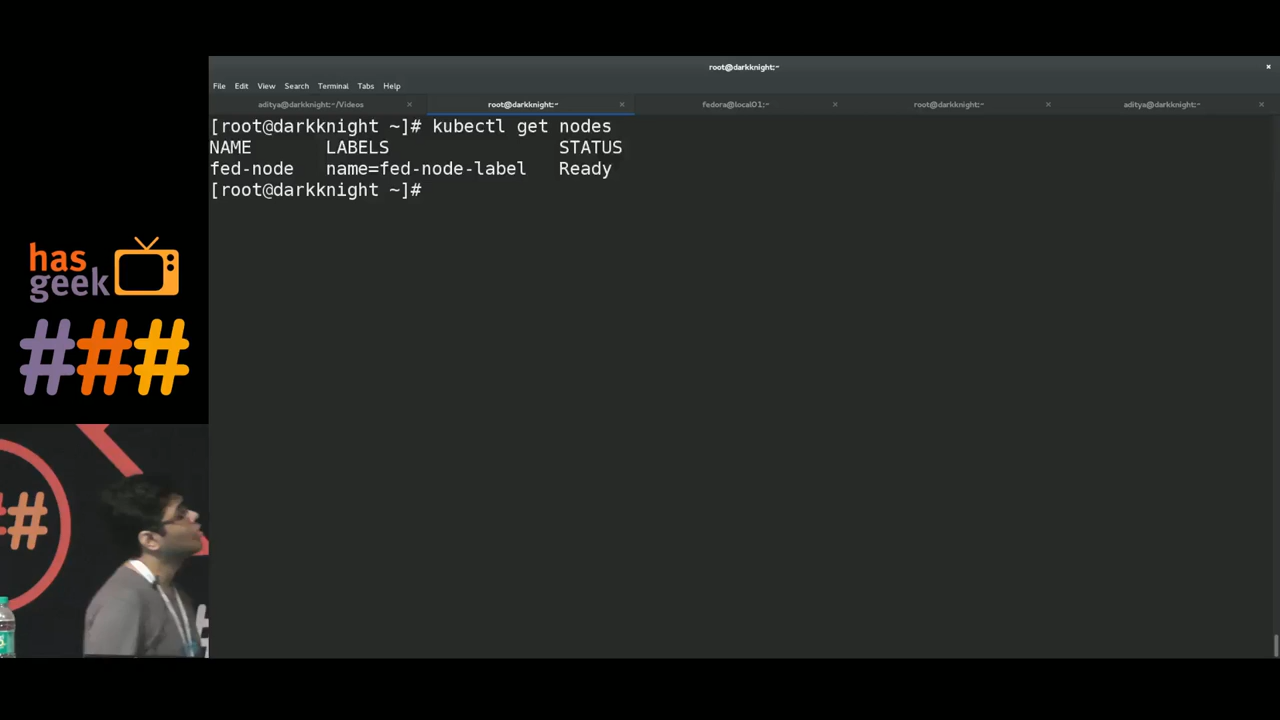 root@darkknight:~
File Edit View Search Terminal Tabs Help
aditya@darkknight:~/Videos
root@darkknight:~
fedora@local01:~
root@darkknight:~
aditya@darkknight:~
[root@darkknight ~]# kubectl get nodes
NAME LABELS STATUS
fed-node name=fed-node-label Ready
[root@darkknight ~]#
has
geek
###
##